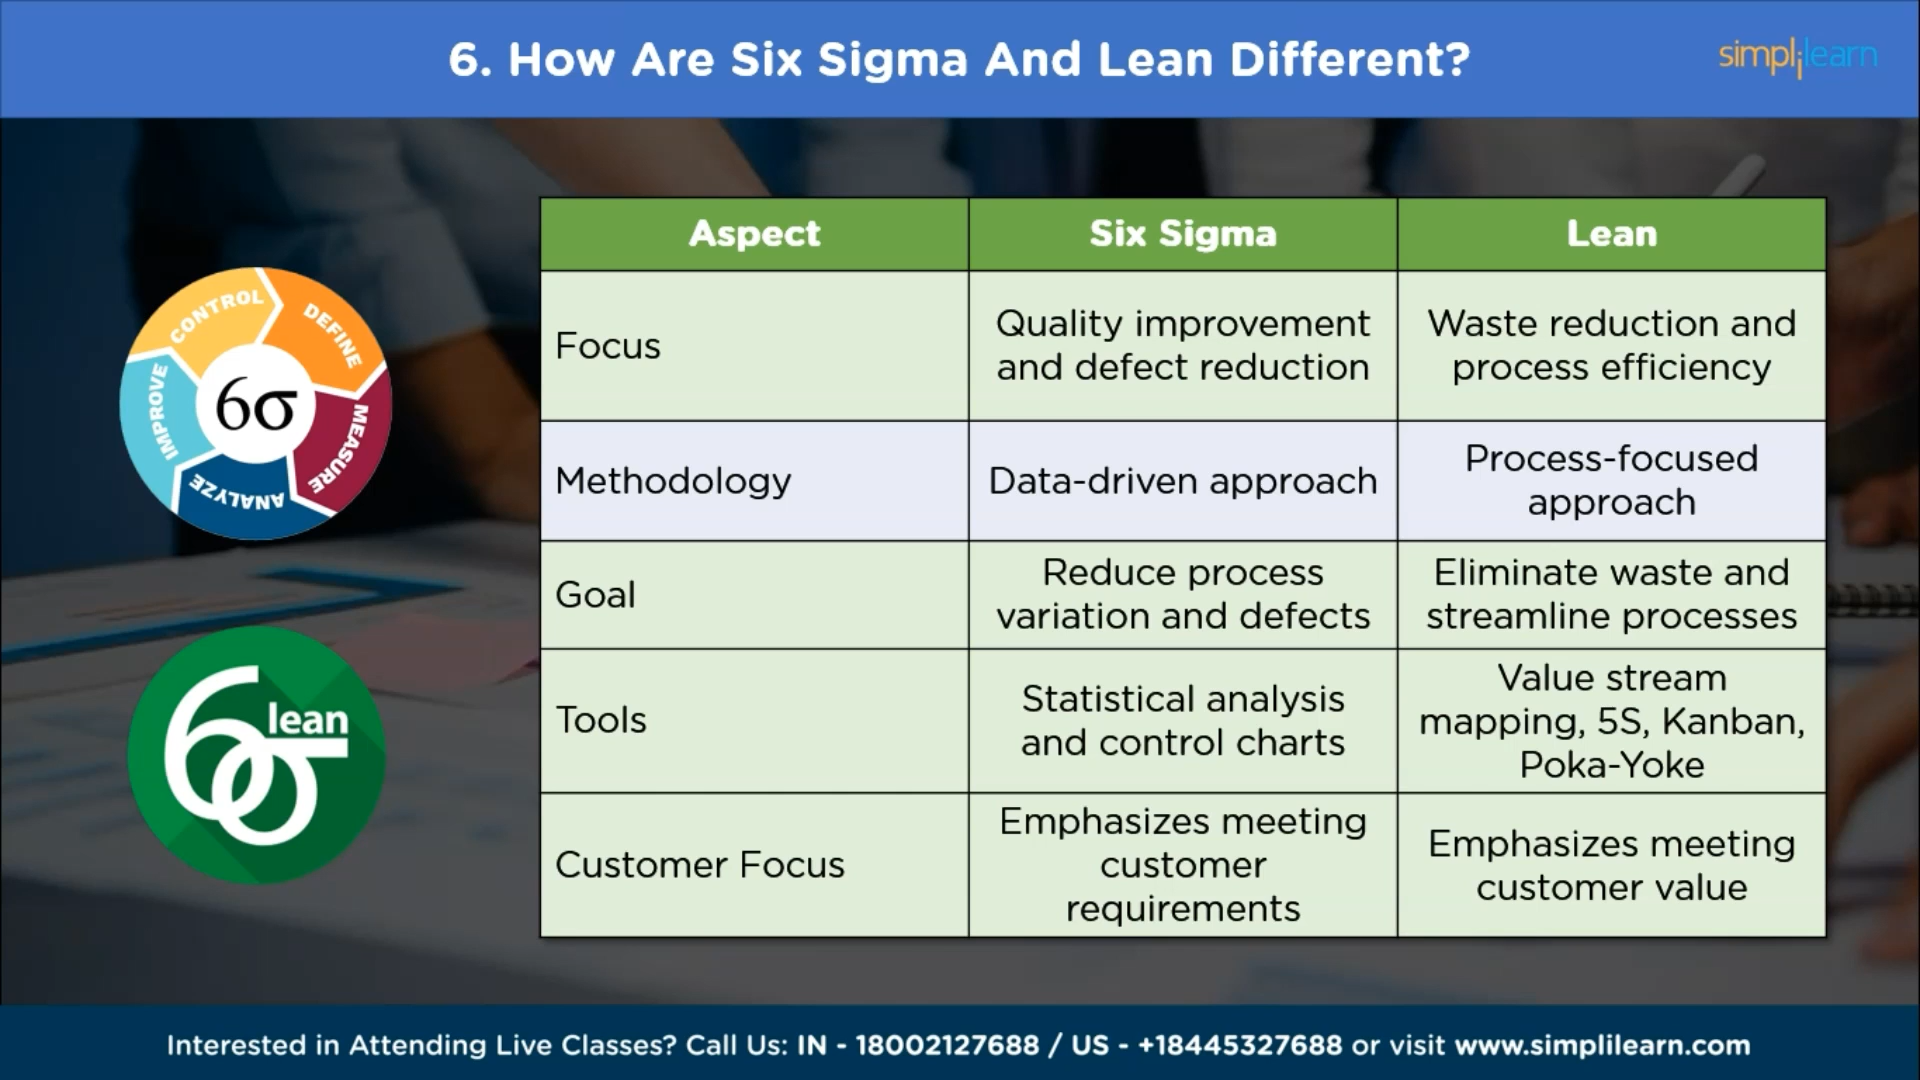 6. How Are Six Sigma And Lean Different?
simplilearn
CONTROL
DEFINE
MEASURE
ANALYZE
IMPROVE
6σ
6σ lean
Aspect
Six Sigma
Lean
Focus
Quality improvement
and defect reduction
Waste reduction and
process efficiency
Methodology
Data-driven approach
Process-focused
approach
Goal
Reduce process
variation and defects
Eliminate waste and
streamline processes
Tools
Statistical analysis
and control charts
Value stream
mapping, 5S, Kanban,
Poka-Yoke
Customer Focus
Emphasizes meeting
customer
requirements
Emphasizes meeting
customer value
Interested in Attending Live Classes? Call Us: IN - 18002127688 / US - +18445327688 or visit www.simplilearn.com